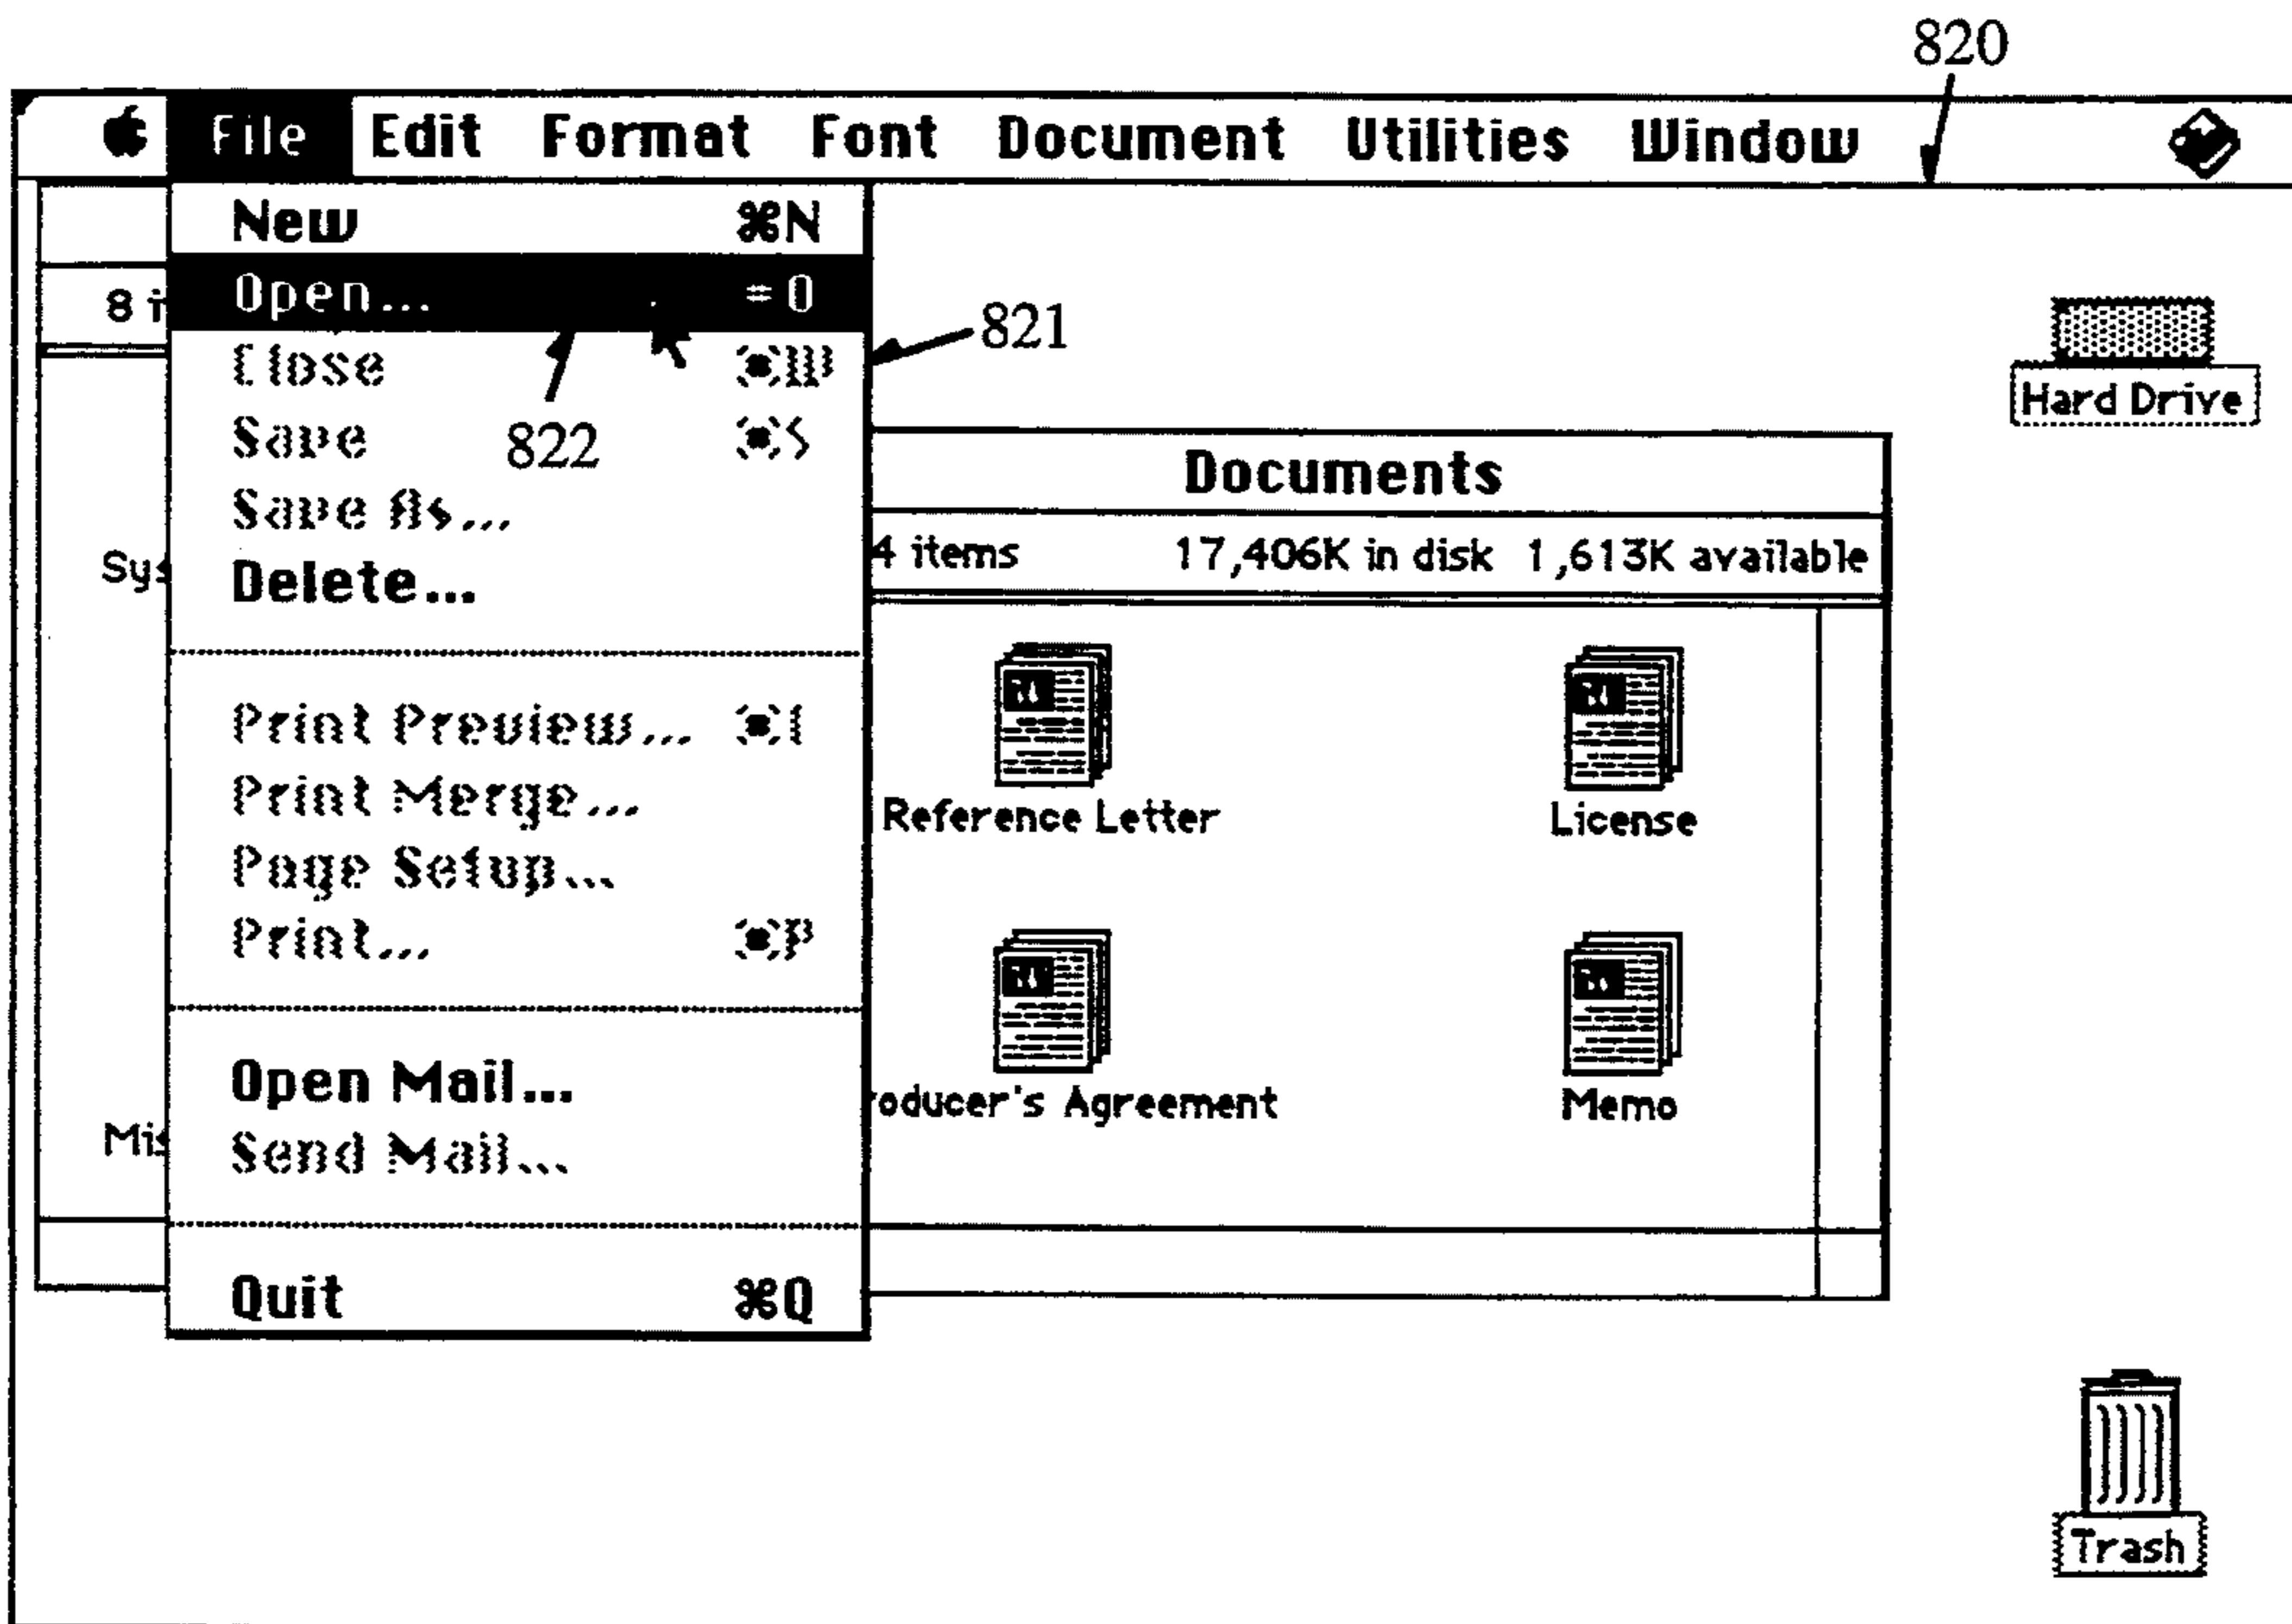 820
File Edit Format Font Document Utilities Window
New ⌘N
Open... =O
8 i
821
Close ⌘W
Hard Drive
822
Save ⌘S
Documents
Save As...
4 items 17,406K in disk 1,613K available
Sys
Delete...
Print Preview... ⌘I
Print Merge...
Reference Letter License
Page Setup...
Print... ⌘P
Open Mail...
roducer's Agreement Memo
Mis
Send Mail...
Quit ⌘Q
Trash